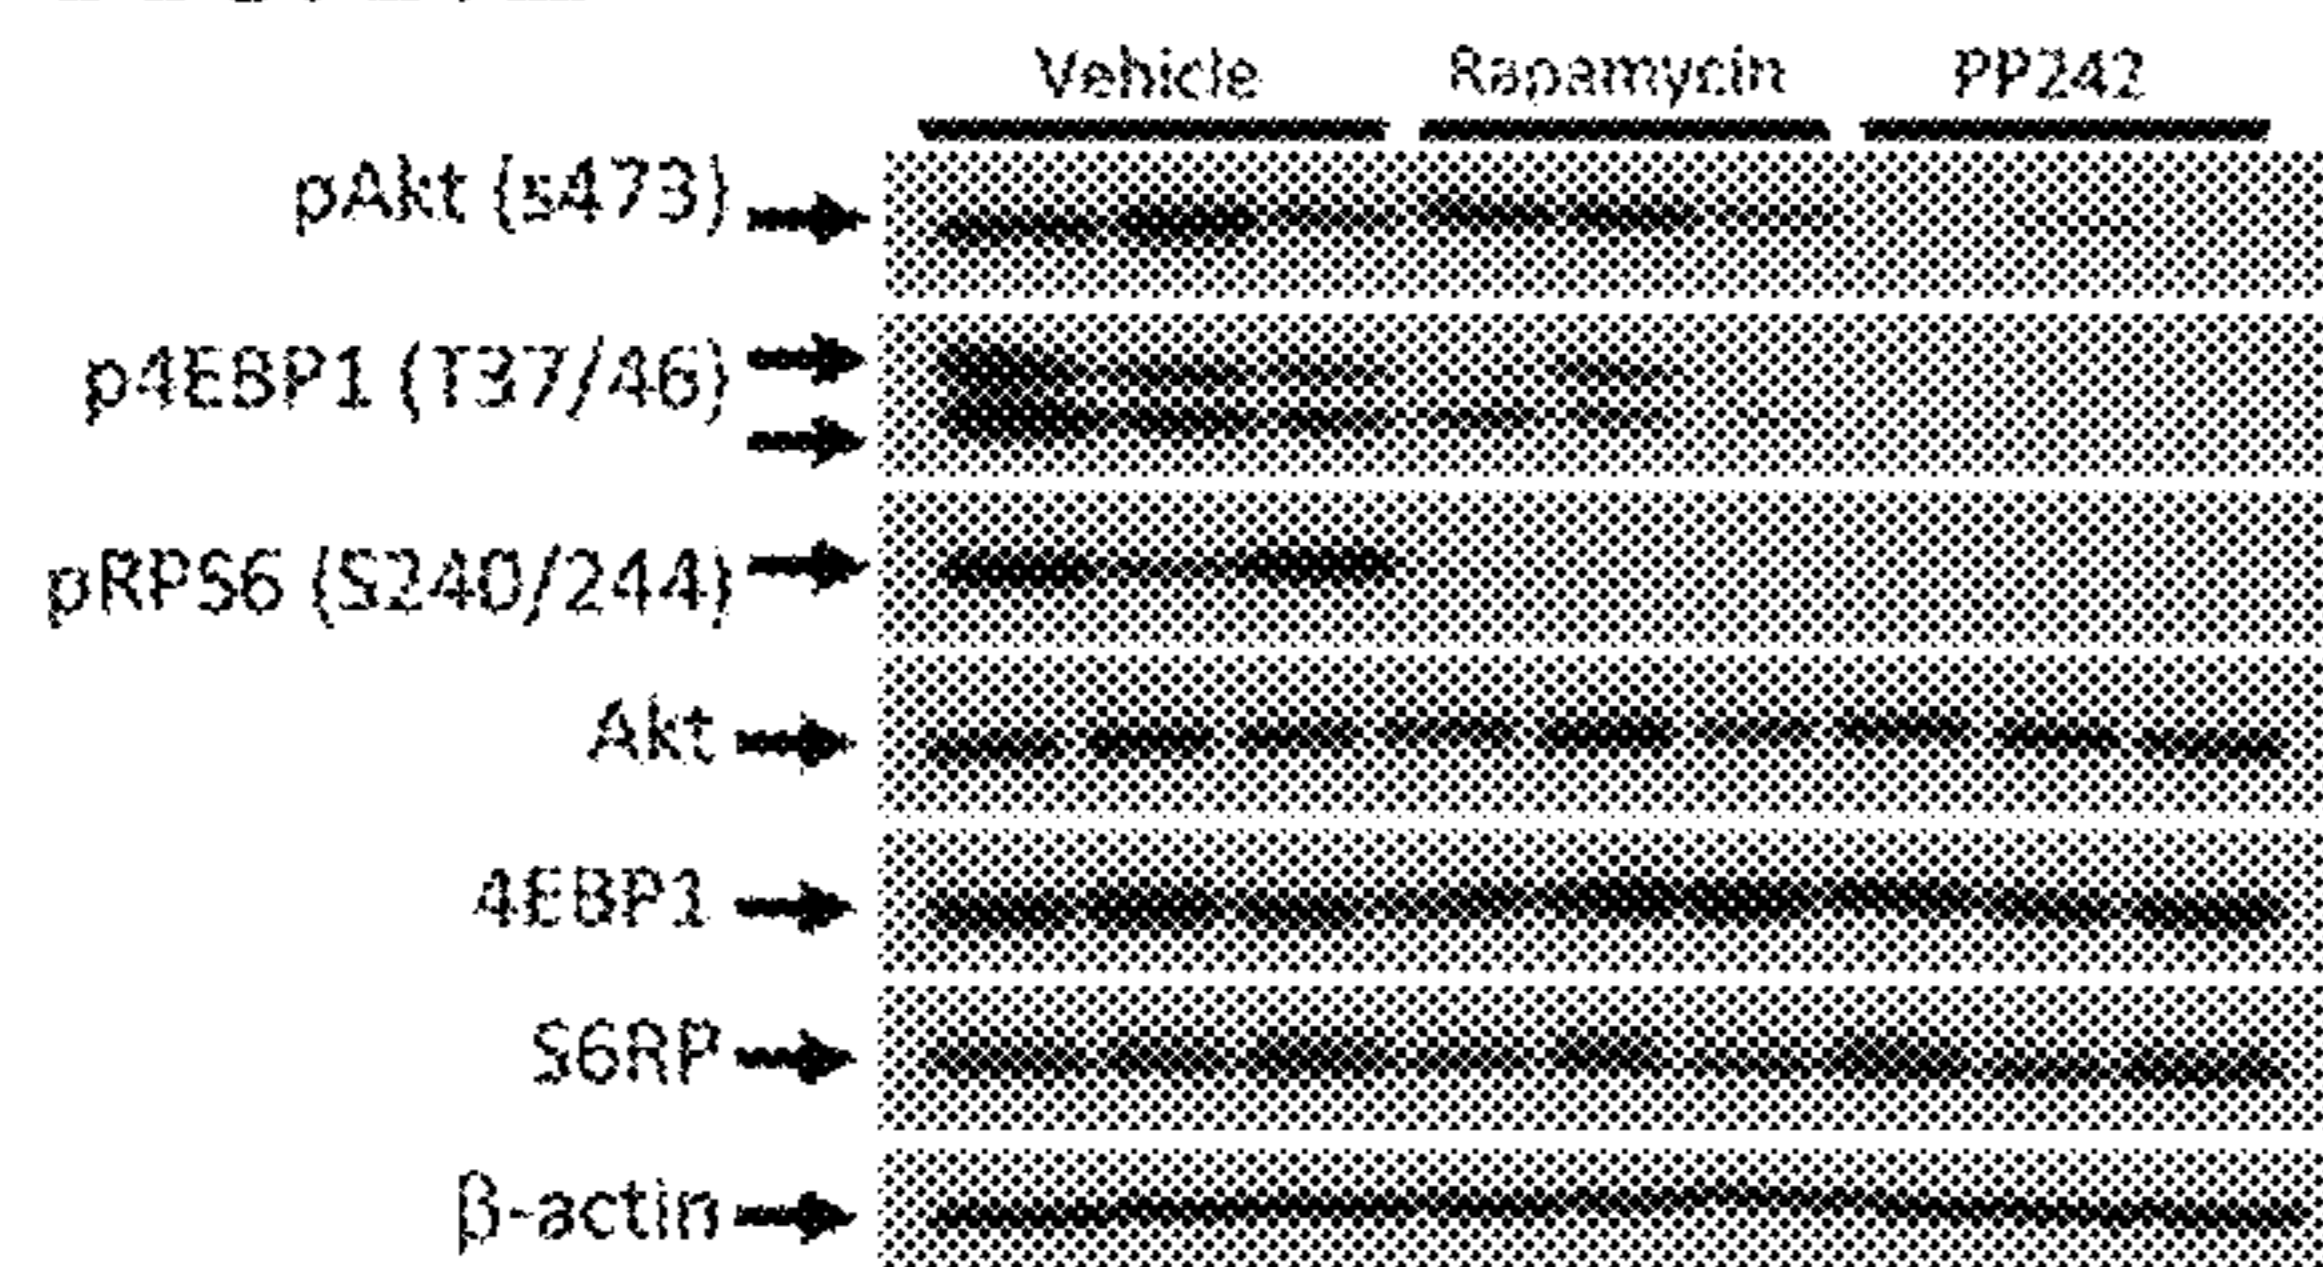 Vehicle Rapamycin PP242
pAkt (s473)
p4EBP1 (T37/46)
pRPS6 (S240/244)
Akt
4EBP1
S6RP
β-actin